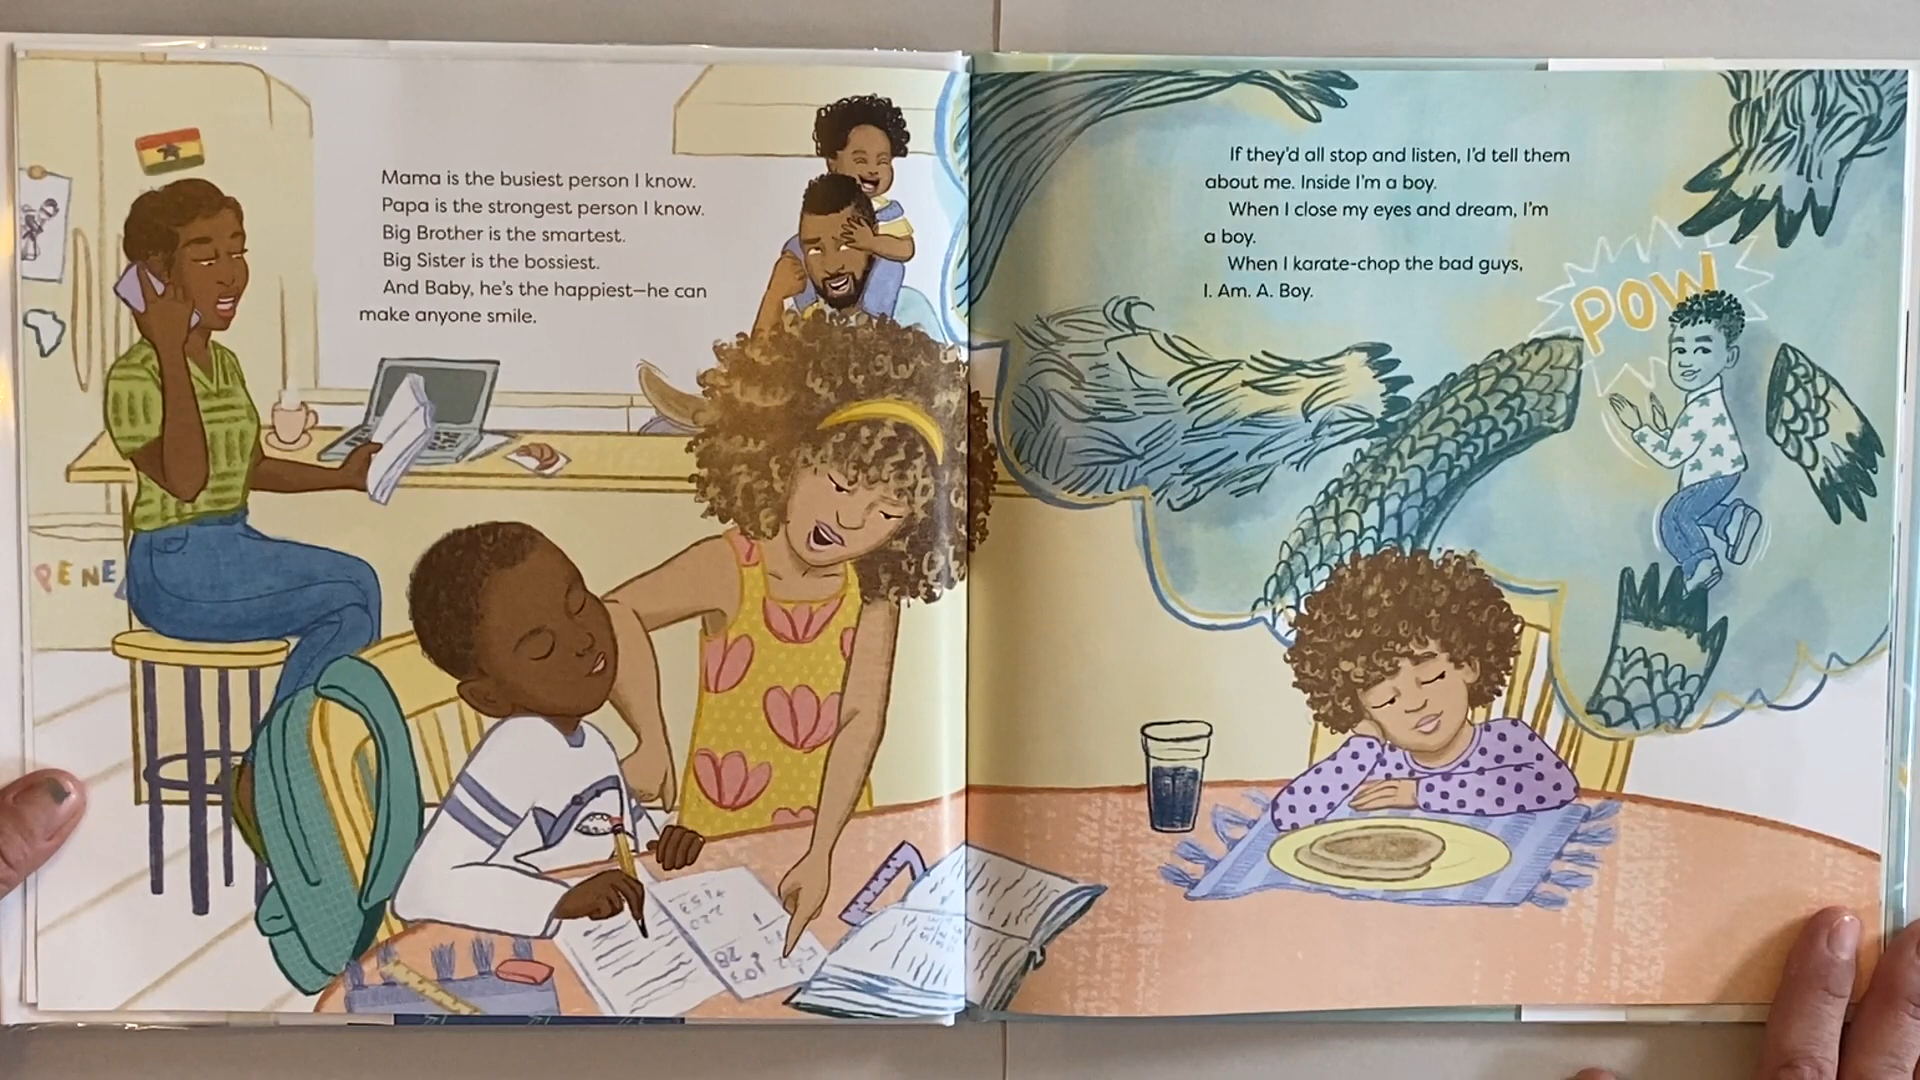 Mama is the busiest person I know.
Papa is the strongest person I know.
Big Brother is the smartest.
Big Sister is the bossiest.
And Baby, he's the happiest—he can
make anyone smile.
PENE
If they'd all stop and listen, I'd tell them
about me. Inside I'm a boy.
When I close my eyes and dream, I'm
a boy.
When I karate-chop the bad guys,
I. Am. A. Boy.
POW